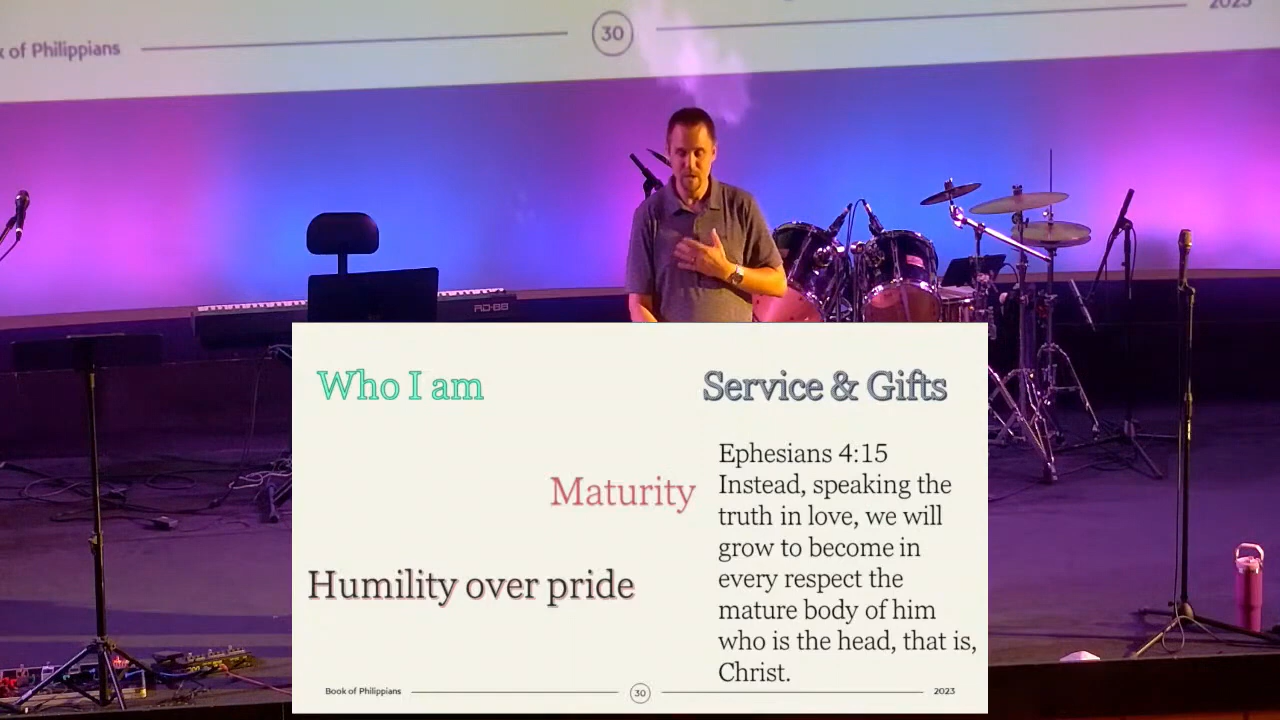 of Philippians
30
2023
RD-88
Who I am
Service & Gifts
Ephesians 4:15
Instead, speaking the
truth in love, we will
grow to become in
every respect the
mature body of him
who is the head, that is,
Christ.
Maturity
Humility over pride
Book of Philippians
30
2023